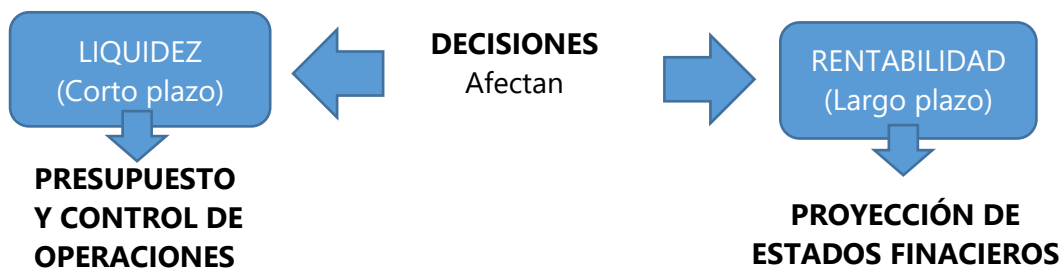 LIQUIDEZ
(Corto plazo)
DECISIONES
Afectan
RENTABILIDAD
(Largo plazo)
PRESUPUESTO
Y CONTROL DE
OPERACIONES
PROYECCIÓN DE
ESTADOS FINACIEROS